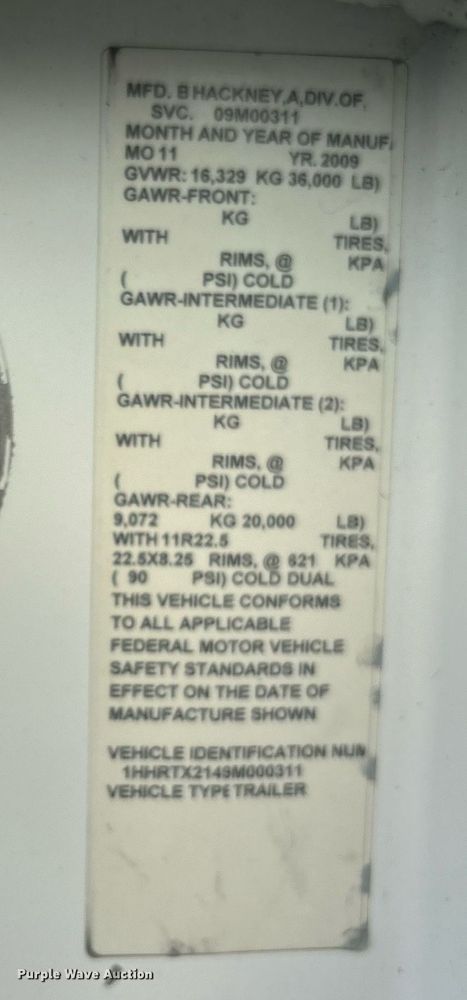 MFD. B HACKNEY,A,DIV.OF.
SVC. 09M00311
MONTH AND YEAR OF MANUF
MO 11 YR. 2009
GVWR: 16,329 KG 36,000 LB)
GAWR-FRONT:
KG LB)
WITH TIRES,
RIMS, @ KPA
( PSI) COLD
GAWR-INTERMEDIATE (1):
KG LB)
WITH TIRES,
RIMS, @ KPA
( PSI) COLD
GAWR-INTERMEDIATE (2):
KG LB)
WITH TIRES,
RIMS, @ KPA
( PSI) COLD
GAWR-REAR:
9,072 KG 20,000 LB)
WITH 11R22.5 TIRES,
22.5X8.25 RIMS, @ 621 KPA
( 90 PSI) COLD DUAL
THIS VEHICLE CONFORMS
TO ALL APPLICABLE
FEDERAL MOTOR VEHICLE
SAFETY STANDARDS IN
EFFECT ON THE DATE OF
MANUFACTURE SHOWN
VEHICLE IDENTIFICATION NUM
1HHRTX2149M000311
VEHICLE TYPE TRAILER
Purple Wave Auction